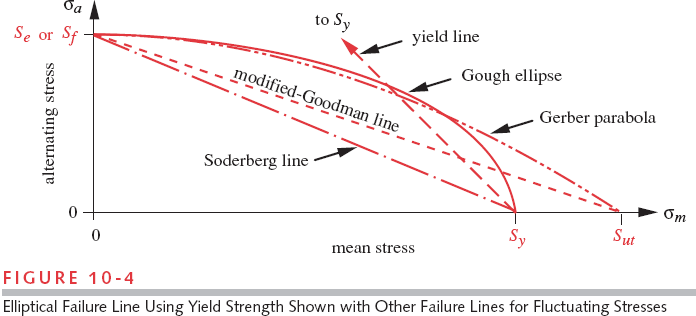 σa
Se or Sf
to Sy
yield line
Gough ellipse
modified-Goodman line
Gerber parabola
alternating stress
Soderberg line
0
σm
0
Sy
Sut
mean stress
FIGURE 10-4
Elliptical Failure Line Using Yield Strength Shown with Other Failure Lines for Fluctuating Stresses